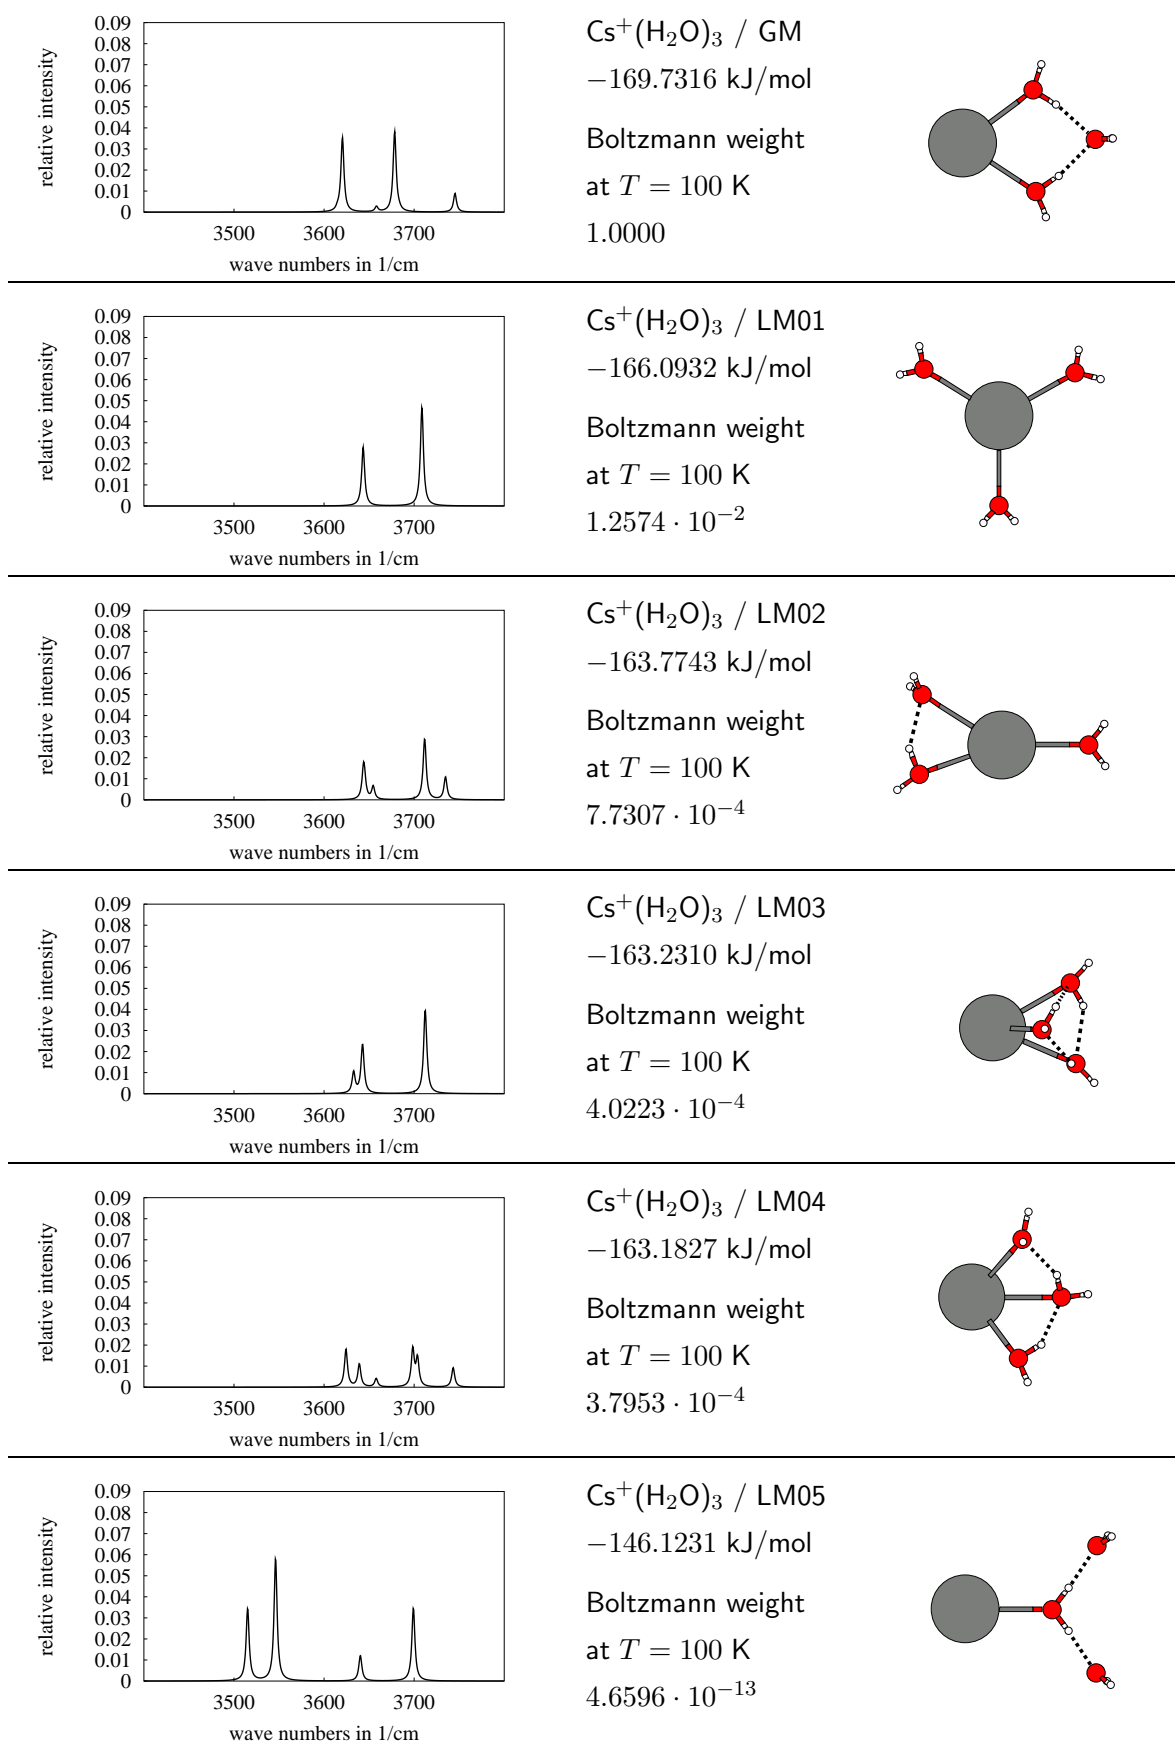 relative intensity
0.09
0.08
0.07
0.06
0.05
0.04
0.03
0.02
0.01
0
3500 3600 3700
wave numbers in 1/cm
Cs⁺(H₂O)₃ / GM
−169.7316 kJ/mol
Boltzmann weight
at T = 100 K
1.0000
relative intensity
0.09
0.08
0.07
0.06
0.05
0.04
0.03
0.02
0.01
0
3500 3600 3700
wave numbers in 1/cm
Cs⁺(H₂O)₃ / LM01
−166.0932 kJ/mol
Boltzmann weight
at T = 100 K
1.2574 · 10⁻²
relative intensity
0.09
0.08
0.07
0.06
0.05
0.04
0.03
0.02
0.01
0
3500 3600 3700
wave numbers in 1/cm
Cs⁺(H₂O)₃ / LM02
−163.7743 kJ/mol
Boltzmann weight
at T = 100 K
7.7307 · 10⁻⁴
relative intensity
0.09
0.08
0.07
0.06
0.05
0.04
0.03
0.02
0.01
0
3500 3600 3700
wave numbers in 1/cm
Cs⁺(H₂O)₃ / LM03
−163.2310 kJ/mol
Boltzmann weight
at T = 100 K
4.0223 · 10⁻⁴
relative intensity
0.09
0.08
0.07
0.06
0.05
0.04
0.03
0.02
0.01
0
3500 3600 3700
wave numbers in 1/cm
Cs⁺(H₂O)₃ / LM04
−163.1827 kJ/mol
Boltzmann weight
at T = 100 K
3.7953 · 10⁻⁴
relative intensity
0.09
0.08
0.07
0.06
0.05
0.04
0.03
0.02
0.01
0
3500 3600 3700
wave numbers in 1/cm
Cs⁺(H₂O)₃ / LM05
−146.1231 kJ/mol
Boltzmann weight
at T = 100 K
4.6596 · 10⁻¹³